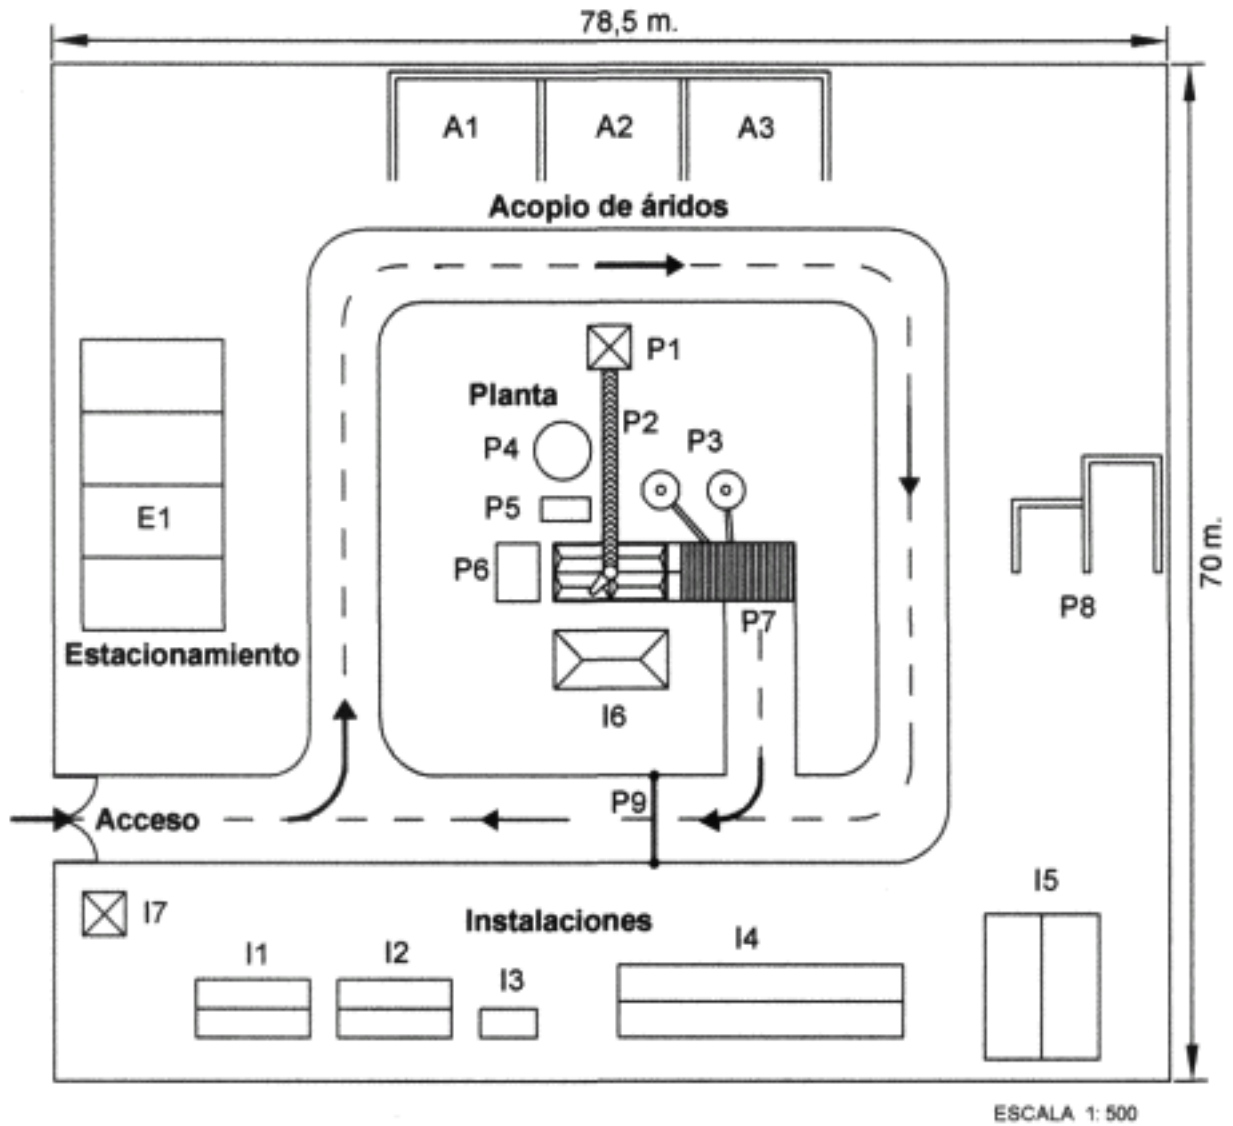 78,5 m.
A1 A2 A3
Acopio de áridos
P1
Planta
P2
P4
P3
P5
E1
P6
70 m.
P7
P8
Estacionamiento
I6
P9
Acceso
I5
I7
Instalaciones
I4
I1 I2
I3
ESCALA 1: 500